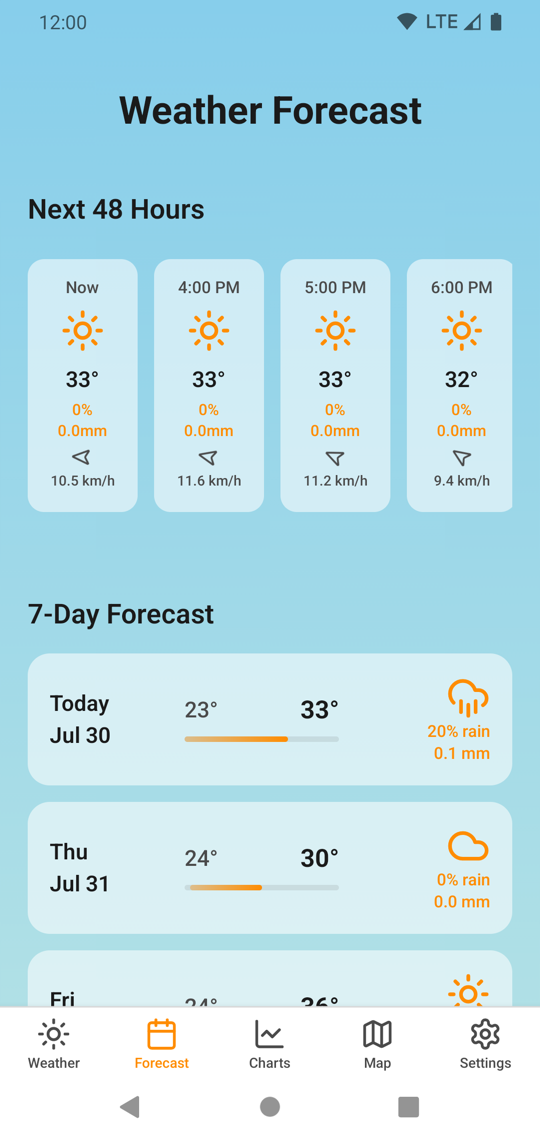 12:00 LTE
Weather Forecast
Next 48 Hours
Now 4:00 PM 5:00 PM 6:00 PM
33° 33° 33° 32°
0% 0% 0% 0%
0.0mm 0.0mm 0.0mm 0.0mm
10.5 km/h 11.6 km/h 11.2 km/h 9.4 km/h
7-Day Forecast
Today 23° 33°
Jul 30 20% rain
0.1 mm
Thu 24° 30°
Jul 31 0% rain
0.0 mm
Fri 24° 36°
Weather Forecast Charts Map Settings